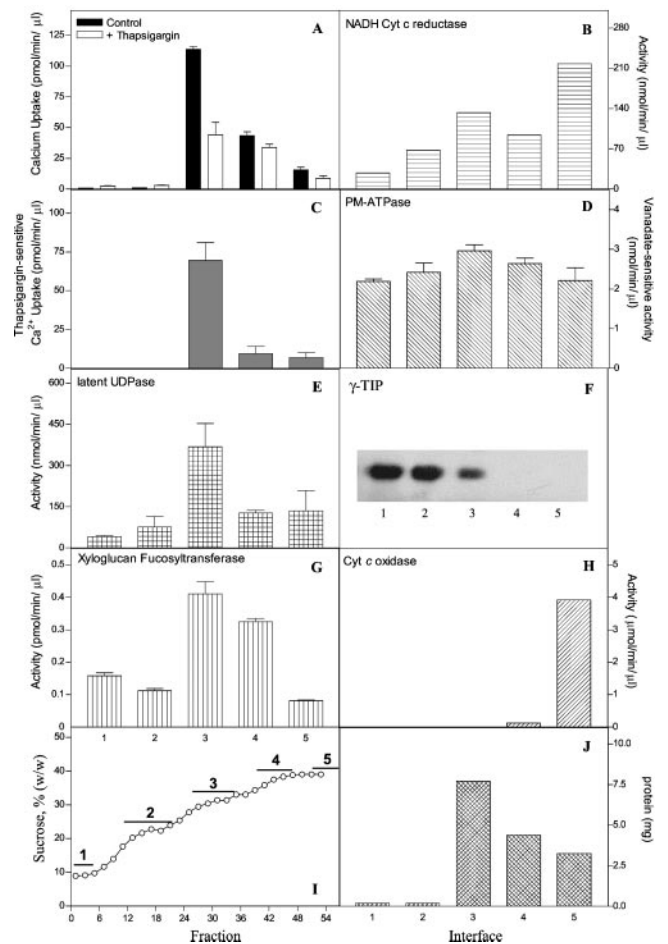 Control
+ Thapsigargin
A
Calcium Uptake (pmol/min/ µl)
125
100
75
50
25
0
NADH Cyt c reductase
B
Activity (nmol/min/ µl)
280
210
140
70
0
C
Thapsigargin-sensitive
Ca²⁺ Uptake (pmol/min/ µl)
75
50
25
0
PM-ATPase
D
Vanadate-sensitive activity
(nmol/min/ µl)
4
3
2
1
0
latent UDPase
E
Activity (nmol/min/ µl)
600
450
300
150
0
γ-TIP
F
1 2 3 4 5
Xyloglucan Fucosyltransferase
G
Activity (pmol/min/ µl)
0.5
0.4
0.3
0.2
0.1
0
1 2 3 4 5
Cyt c oxidase
H
Activity ( µmol/min/µl)
5
4
3
2
1
0
Sucrose, % (w/w)
50
40
30
20
10
0
1 2 3 4 5
I
0 6 12 18 24 30 36 42 48 54
Fraction
J
protein (mg)
10.0
7.5
5.0
2.5
0.0
1 2 3 4 5
Interface